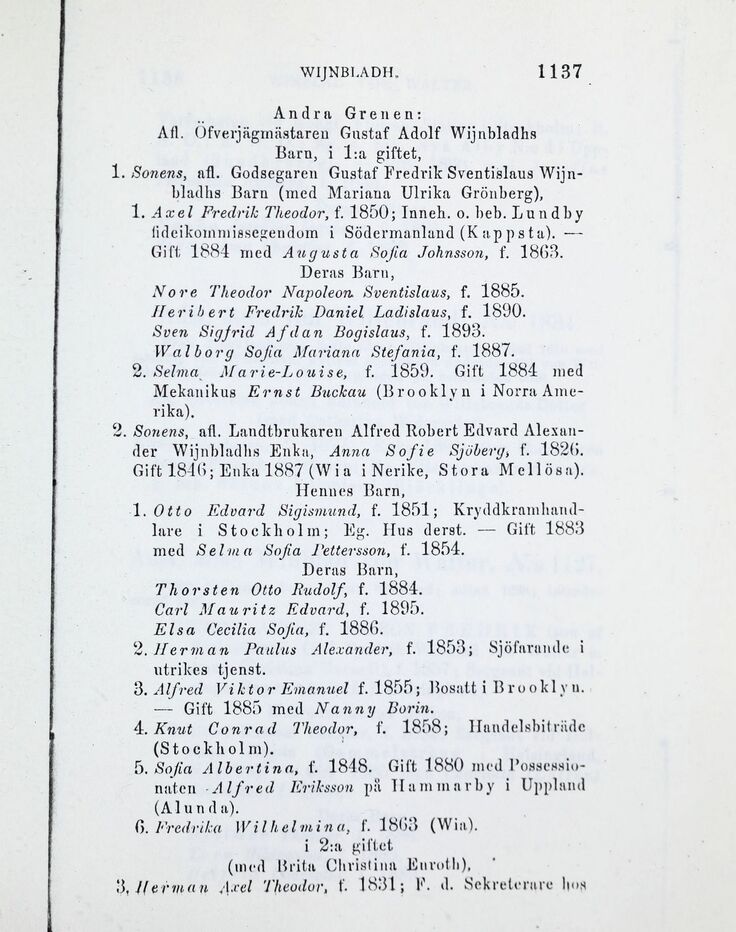 WIJNBLADH. 1137
Andra Grenen:
Afl. Öfverjägmästaren Gustaf Adolf Wijnbladhs
Barn, i 1:a giftet,
1. Sonens, afl. Godsegaren Gustaf Fredrik Sventislaus Wijn-
bladhs Barn (med Mariana Ulrika Grönberg),
1. Axel Fredrik Theodor, f. 1850; Inneh. o. beb. Lundby
fideikommissegendom i Södermanland (Kappsta). —
Gift 1884 med Augusta Sofia Johnsson, f. 1863.
Deras Barn,
Nore Theodor Napoleon Sventislaus, f. 1885.
Heribert Fredrik Daniel Ladislaus, f. 1890.
Sven Sigfrid Afdan Bogislaus, f. 1893.
Walborg Sofia Mariana Stefania, f. 1887.
2. Selma Marie-Louise, f. 1859. Gift 1884 med
Mekanikus Ernst Buckau (Brooklyn i Norra Ame-
rika).
2. Sonens, afl. Landtbrukaren Alfred Robert Edvard Alexan-
der Wijnbladhs Enka, Anna Sofie Sjöberg, f. 1826.
Gift 1846; Enka 1887 (Wia i Nerike, Stora Mellösa).
Hennes Barn,
1. Otto Edvard Sigismund, f. 1851; Kryddkramhand-
lare i Stockholm; Eg. Hus derst. — Gift 1883
med Selma Sofia Pettersson, f. 1854.
Deras Barn,
Thorsten Otto Rudolf, f. 1884.
Carl Mauritz Edvard, f. 1895.
Elsa Cecilia Sofia, f. 1886.
2. Herman Paulus Alexander, f. 1853; Sjöfarande i
utrikes tjenst.
3. Alfred Viktor Emanuel f. 1855; Bosatt i Brooklyn.
— Gift 1885 med Nanny Borin.
4. Knut Conrad Theodor, f. 1858; Handelsbiträde
(Stockholm).
5. Sofia Albertina, f. 1848. Gift 1880 med Possessio-
naten Alfred Eriksson på Hammarby i Uppland
(Alunda).
6. Fredrika Wilhelmina, f. 1863 (Wia).
i 2:a giftet
(med Brita Christina Enroth),
3. Herman Axel Theodor, f. 1831; F. d. Sekreterare hos